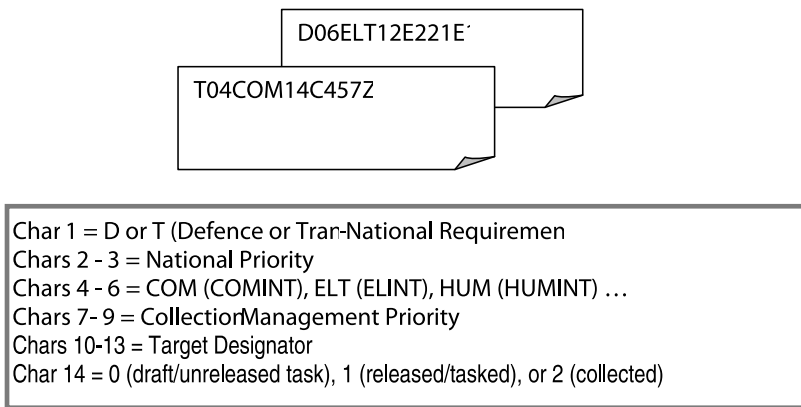 D06ELT12E221E
T04COM14C457Z
Char 1 = D or T (Defence or Tran-National Requiremen
Chars 2 - 3 = National Priority
Chars 4 - 6 = COM (COMINT), ELT (ELINT), HUM (HUMINT) …
Chars 7- 9 = CollectionManagement Priority
Chars 10-13 = Target Designator
Char 14 = 0 (draft/unreleased task), 1 (released/tasked), or 2 (collected)